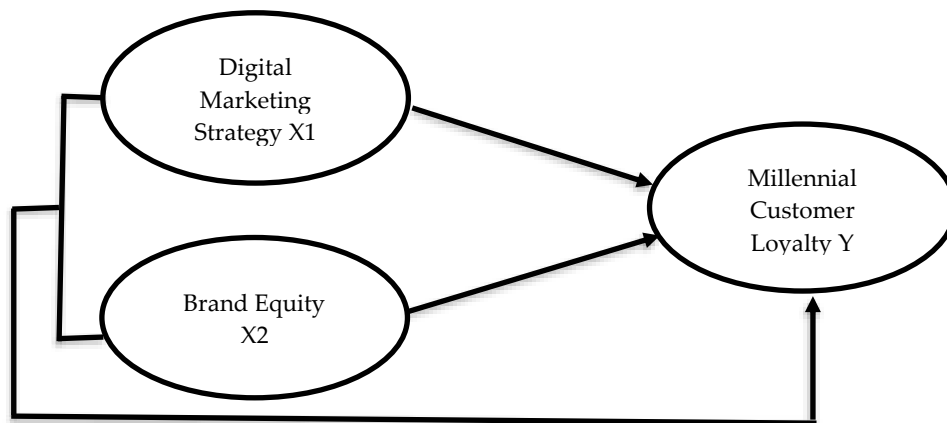 Digital
Marketing
Strategy X1
Millennial
Customer
Loyalty Y
Brand Equity
X2